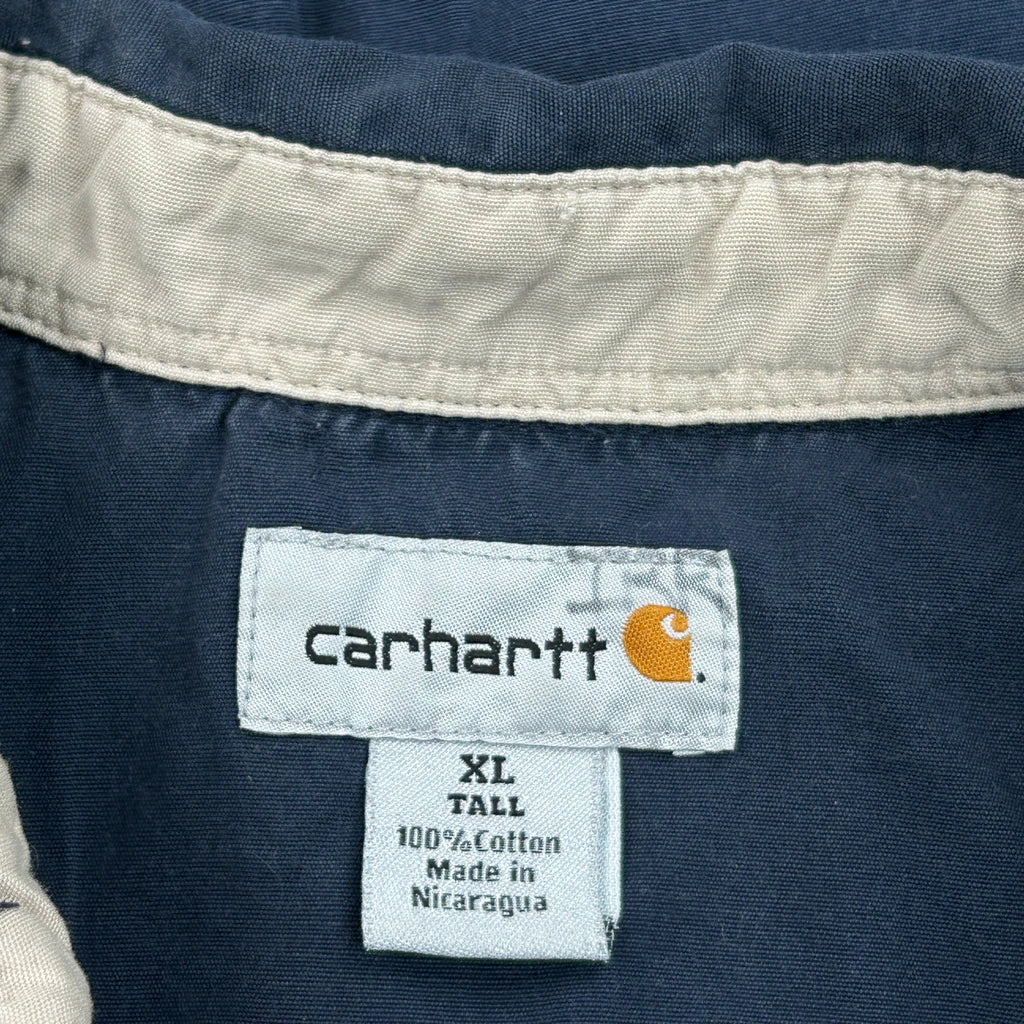 carhartt
XL
TALL
100%Cotton
Made in
Nicaragua